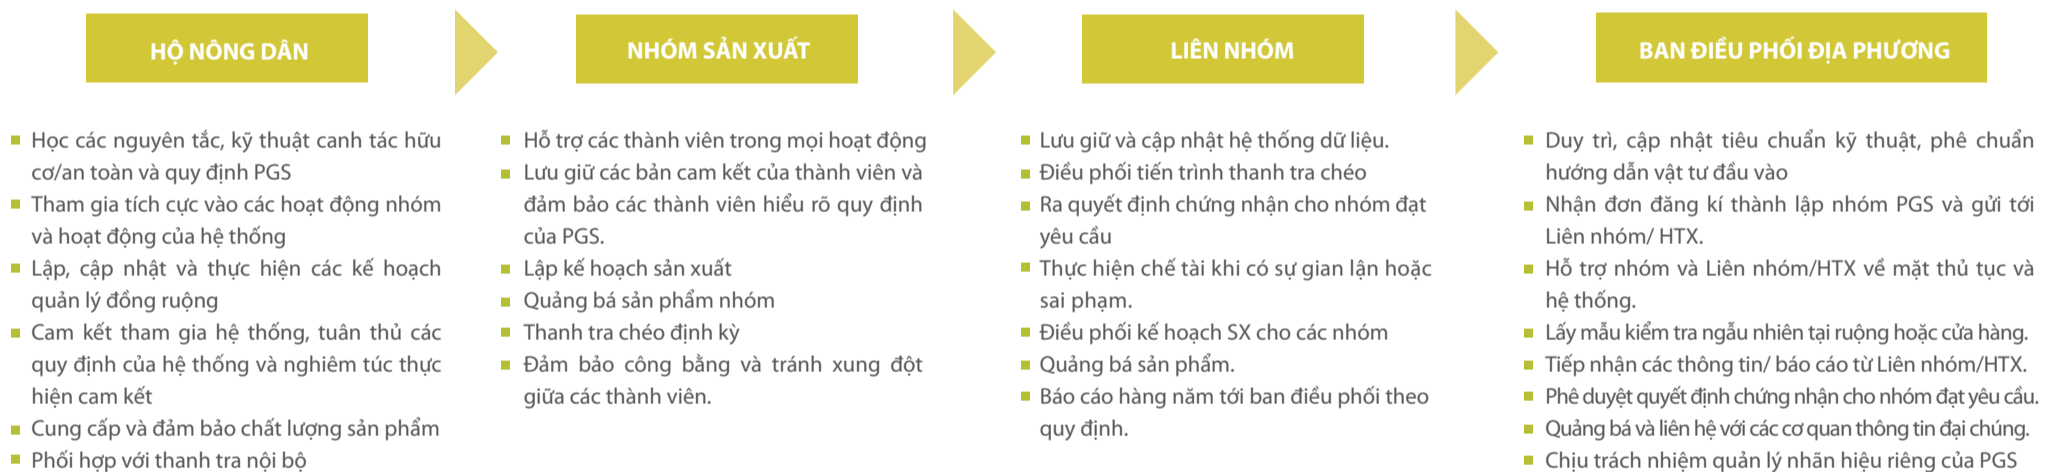 HỘ NÔNG DÂN
Học các nguyên tắc, kỹ thuật canh tác hữu
cơ/an toàn và quy định PGS
Tham gia tích cực vào các hoạt động nhóm
và hoạt động của hệ thống
Lập, cập nhật và thực hiện các kế hoạch
quản lý đồng ruộng
Cam kết tham gia hệ thống, tuân thủ các
quy định của hệ thống và nghiêm túc thực
hiện cam kết
Cung cấp và đảm bảo chất lượng sản phẩm
Phối hợp với thanh tra nội bộ
NHÓM SẢN XUẤT
Hỗ trợ các thành viên trong mọi hoạt động
Lưu giữ các bản cam kết của thành viên và
đảm bảo các thành viên hiểu rõ quy định
của PGS.
Lập kế hoạch sản xuất
Quảng bá sản phẩm nhóm
Thanh tra chéo định kỳ
Đảm bảo công bằng và tránh xung đột
giữa các thành viên.
LIÊN NHÓM
Lưu giữ và cập nhật hệ thống dữ liệu.
Điều phối tiến trình thanh tra chéo
Ra quyết định chứng nhận cho nhóm đạt
yêu cầu
Thực hiện chế tài khi có sự gian lận hoặc
sai phạm.
Điều phối kế hoạch SX cho các nhóm
Quảng bá sản phẩm.
Báo cáo hàng năm tới ban điều phối theo
quy định.
BAN ĐIỀU PHỐI ĐỊA PHƯƠNG
Duy trì, cập nhật tiêu chuẩn kỹ thuật, phê chuẩn
hướng dẫn vật tư đầu vào
Nhận đơn đăng kí thành lập nhóm PGS và gửi tới
Liên nhóm/ HTX.
Hỗ trợ nhóm và Liên nhóm/HTX về mặt thủ tục và
hệ thống.
Lấy mẫu kiểm tra ngẫu nhiên tại ruộng hoặc cửa hàng.
Tiếp nhận các thông tin/ báo cáo từ Liên nhóm/HTX.
Phê duyệt quyết định chứng nhận cho nhóm đạt yêu cầu.
Quảng bá và liên hệ với các cơ quan thông tin đại chúng.
Chịu trách nhiệm quản lý nhãn hiệu riêng của PGS